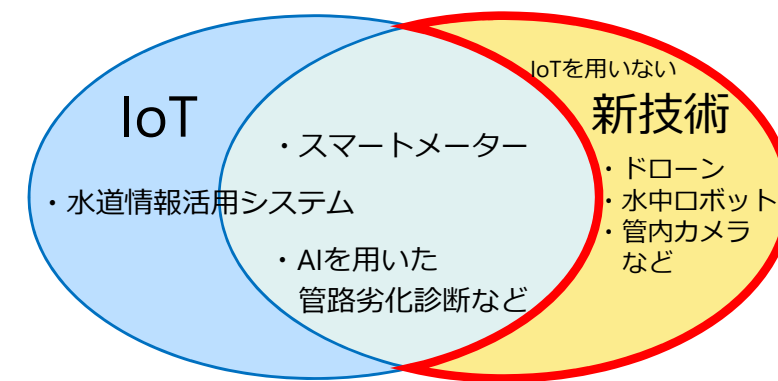 IoT
・水道情報活用システム
・スマートメーター
・AIを用いた
管路劣化診断など
IoTを用いない
新技術
・ドローン
・水中ロボット
・管内カメラ
など